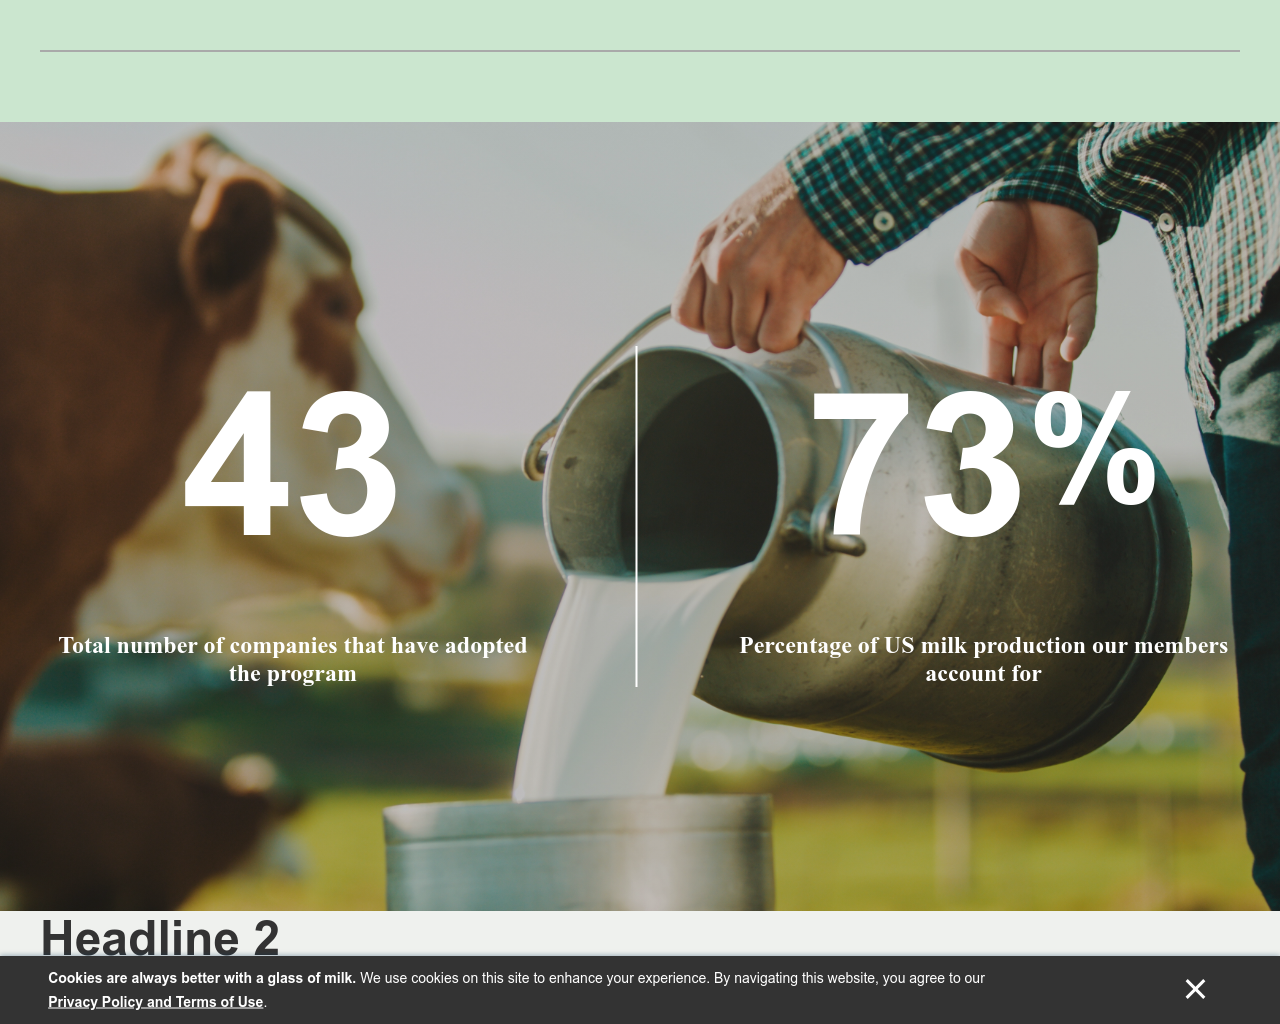 43
73%
Total number of companies that have adopted
the program
Percentage of US milk production our members
account for
Headline 2
Cookies are always better with a glass of milk. We use cookies on this site to enhance your experience. By navigating this website, you agree to our
Privacy Policy and Terms of Use.